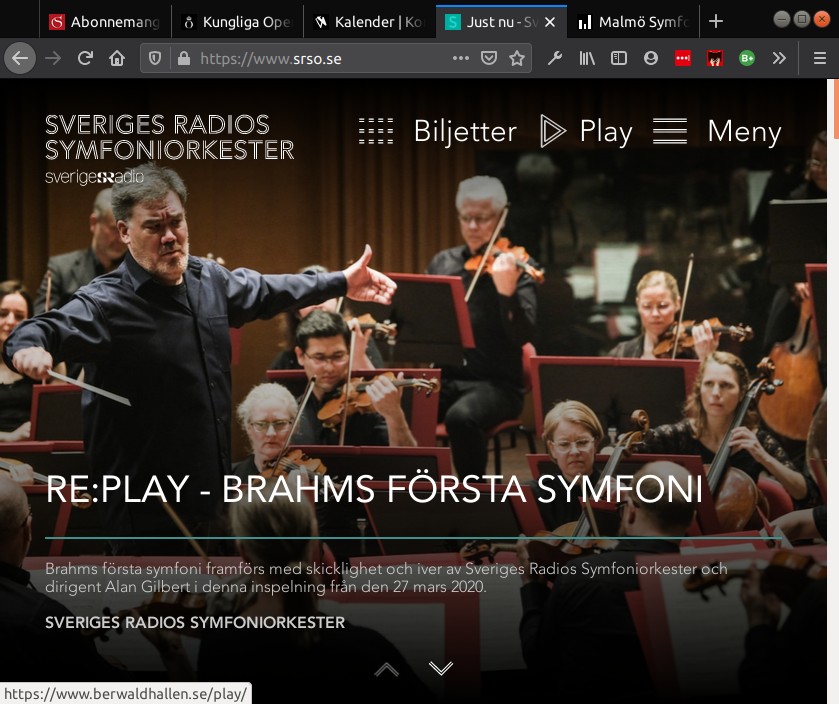 Abonnemang
Kungliga Ope
Kalender | Ko
Just nu - Sv
Malmö Symfo
https://www.srso.se
SVERIGES RADIOS
SYMFONIORKESTER
sverigesRadio
Biljetter
Play
Meny
RE:PLAY - BRAHMS FÖRSTA SYMFONI
Brahms första symfoni framförs med skicklighet och iver av Sveriges Radios Symfoniorkester och
dirigent Alan Gilbert i denna inspelning från den 27 mars 2020.
SVERIGES RADIOS SYMFONIORKESTER
https://www.berwaldhallen.se/play/